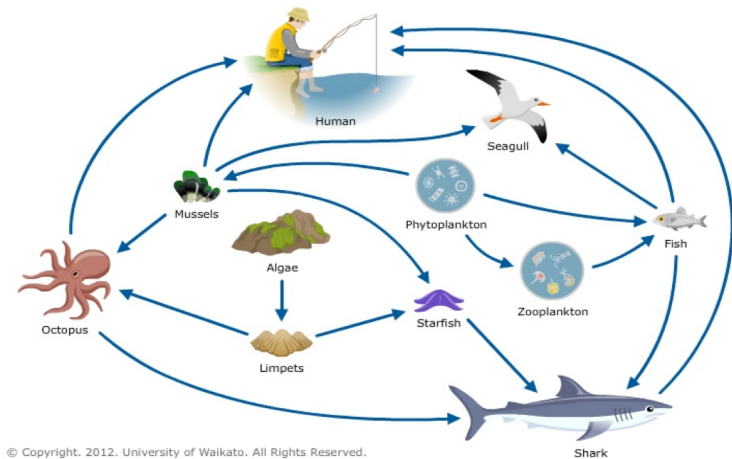 Human
Seagull
Mussels
Phytoplankton
Algae
Fish
Octopus
Zooplankton
Starfish
Limpets
Shark
© Copyright. 2012. University of Waikato. All Rights Reserved.